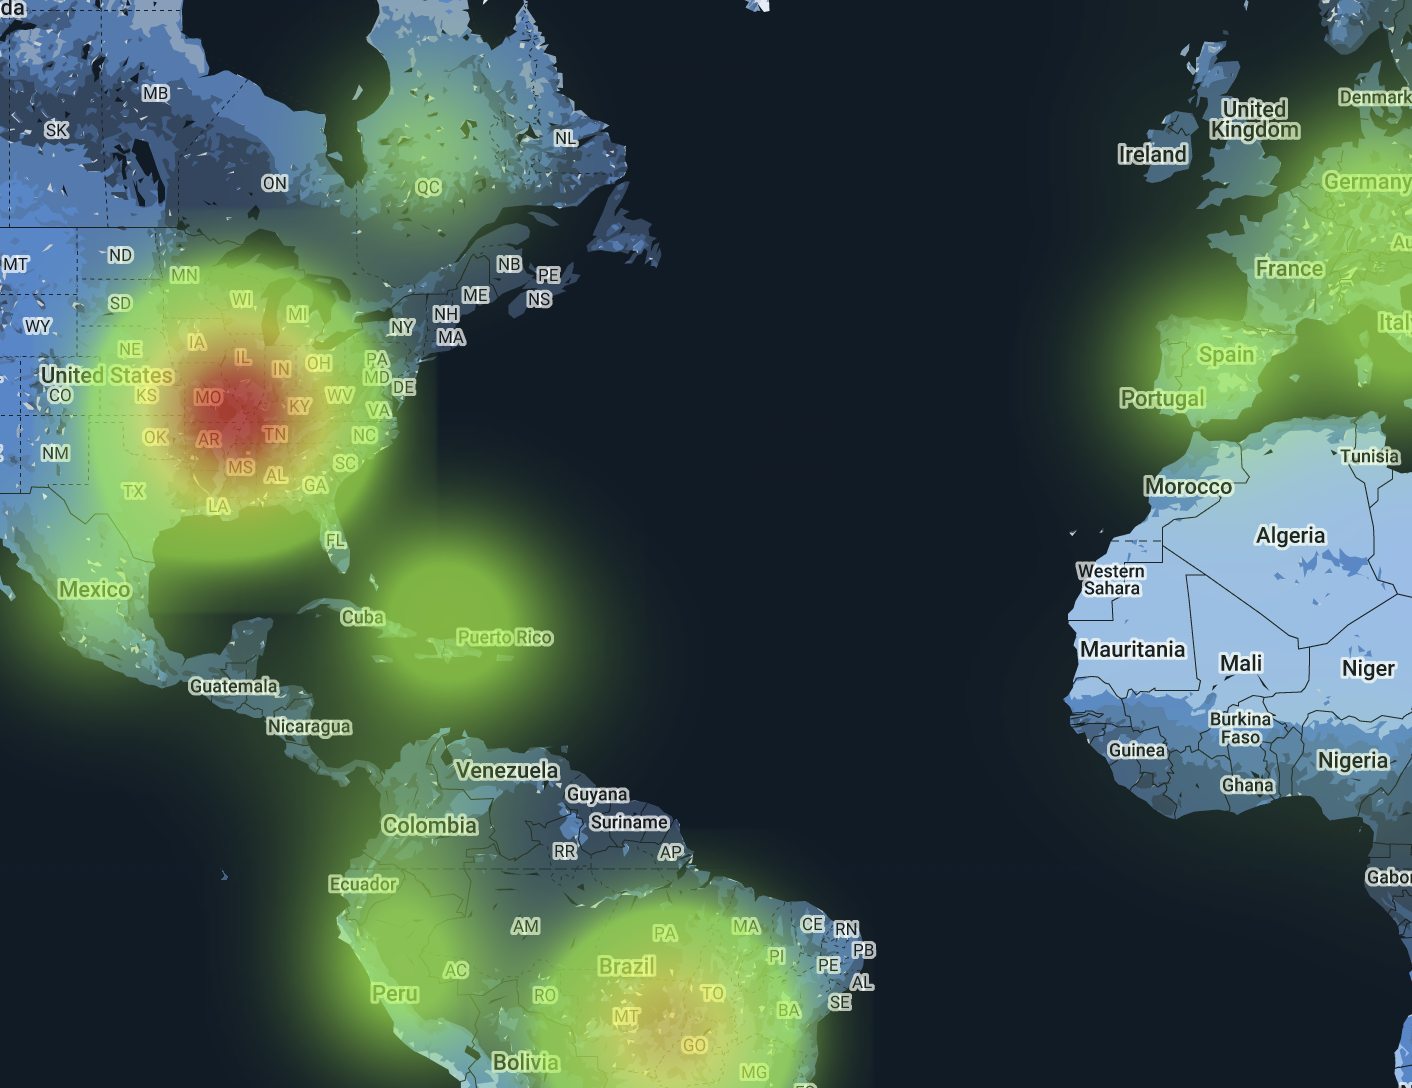 da
MB
SK
ON
QC
NL
MT
ND
MN
SD
WI
MI
WY
NE
IA
IL
IN
OH
NY
PA
NH
MA
ME
NB
PE
NS
United States
CO
KS
MO
KY
WV
MD
DE
VA
NM
OK
AR
TN
NC
TX
MS
AL
GA
SC
LA
FL
Mexico
Cuba
Puerto Rico
Guatemala
Nicaragua
Venezuela
Guyana
Suriname
Colombia
RR
AP
Ecuador
AM
PA
MA
CE
RN
PB
PI
PE
AL
SE
Brazil
AC
Peru
RO
TO
MT
BA
GO
Bolivia
MG
ES
United
Kingdom
Ireland
Denmark
Germany
Au
France
Italy
Spain
Portugal
Tunisia
Morocco
Algeria
Western
Sahara
Mauritania
Mali
Niger
Burkina
Faso
Guinea
Ghana
Nigeria
Gabon